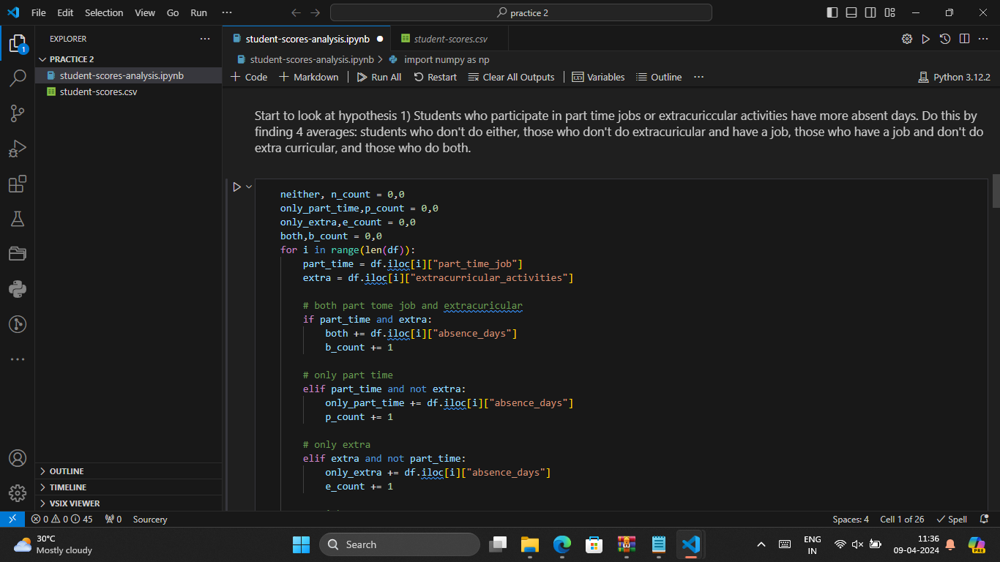 File Edit Selection View Go Run ···
practice 2
EXPLORER
student-scores-analysis.ipynb
student-scores.csv
PRACTICE 2
student-scores-analysis.ipynb > import numpy as np
1
student-scores-analysis.ipynb
student-scores.csv
+ Code + Markdown | Run All Restart Clear All Outputs | Variables Outline ··· Python 3.12.2
Start to look at hypothesis 1) Students who participate in part time jobs or extracuriccular activities have more absent days. Do this by
finding 4 averages: students who don't do either, those who don't do extracuricular and have a job, those who have a job and don't do
extra curricular, and those who do both.
neither, n_count = 0,0
only_part_time,p_count = 0,0
only_extra,e_count = 0,0
both,b_count = 0,0
for i in range(len(df)):
    part_time = df.iloc[i]["part_time_job"]
    extra = df.iloc[i]["extracurricular_activities"]
    # both part tome job and extracuricular
    if part_time and extra:
        both += df.iloc[i]["absence_days"]
        b_count += 1
    # only part time
    elif part_time and not extra:
        only_part_time += df.iloc[i]["absence_days"]
        p_count += 1
    # only extra
    elif extra and not part_time:
        only_extra += df.iloc[i]["absence_days"]
        e_count += 1
OUTLINE
TIMELINE
VSIX VIEWER
0 0 45 0 Sourcery Spaces: 4 Cell 1 of 26 Spell
30°C
Mostly cloudy
Search
ENG
IN
11:36
09-04-2024
PRE